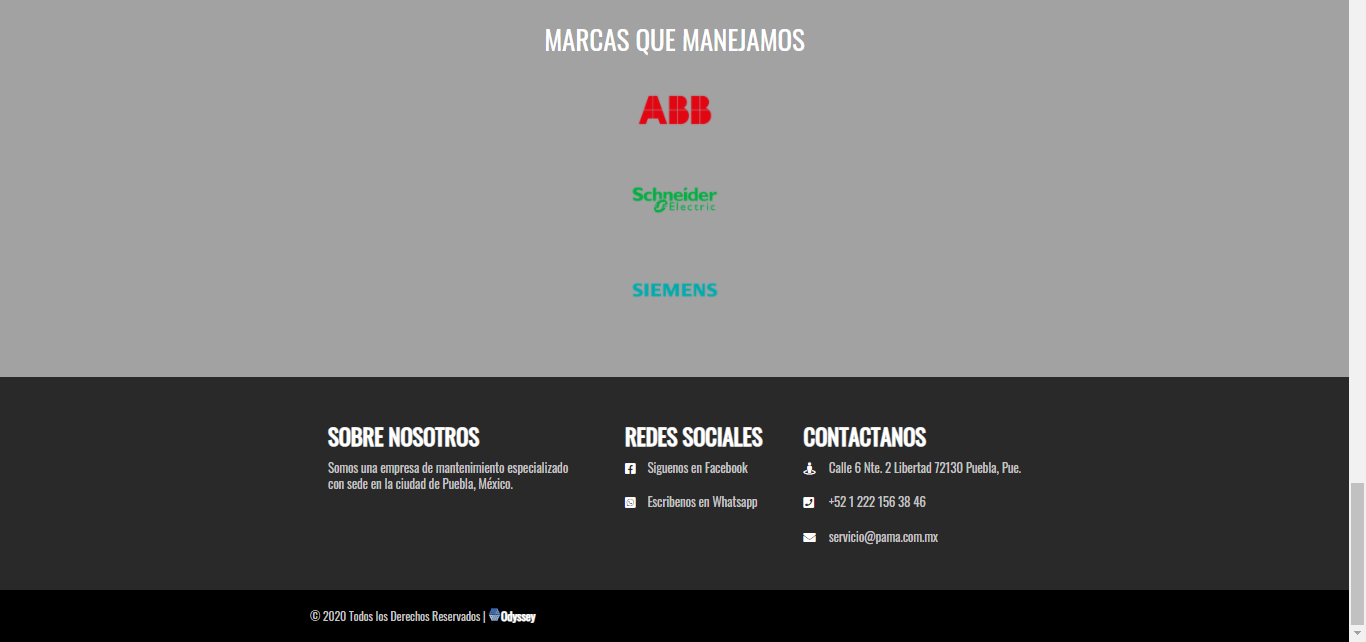 MARCAS QUE MANEJAMOS
ABB
Schneider
Electric
SIEMENS
SOBRE NOSOTROS
Somos una empresa de mantenimiento especializado
con sede en la ciudad de Puebla, México.
REDES SOCIALES
Siguenos en Facebook
Escribenos en Whatsapp
CONTACTANOS
Calle 6 Nte. 2 Libertad 72130 Puebla, Pue.
+52 1 222 156 38 46
servicio@pama.com.mx
© 2020 Todos los Derechos Reservados | Odyssey